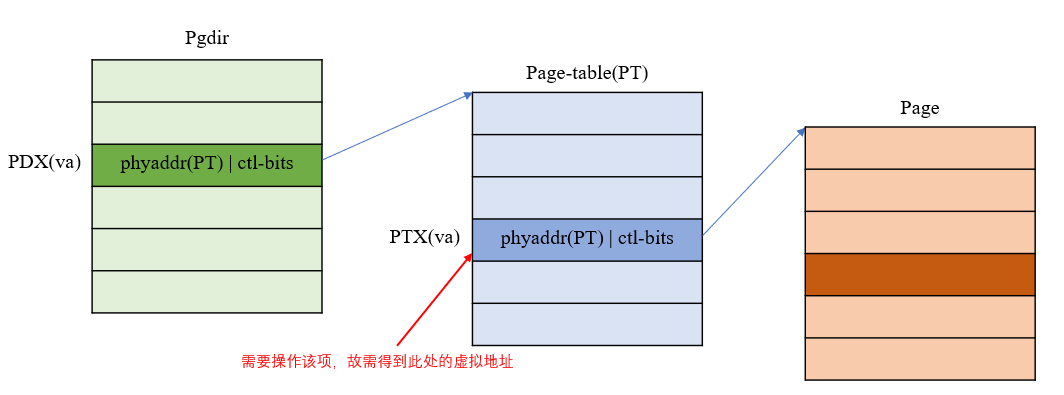 Pgdir
Page-table(PT)
Page
PDX(va)
phyaddr(PT) | ctl-bits
PTX(va)
phyaddr(PT) | ctl-bits
需要操作该项，故需得到此处的虚拟地址